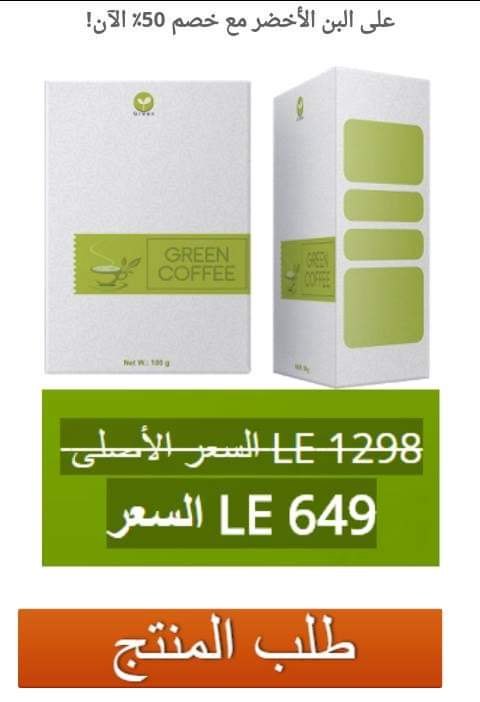 على البن الأخضر مع خصم 50٪ الآن!
Green
GREEN
COFFEE
Net W.: 100 g
GREEN
COFFEE
السعر الأصلى LE 1298
السعر LE 649
طلب المنتج